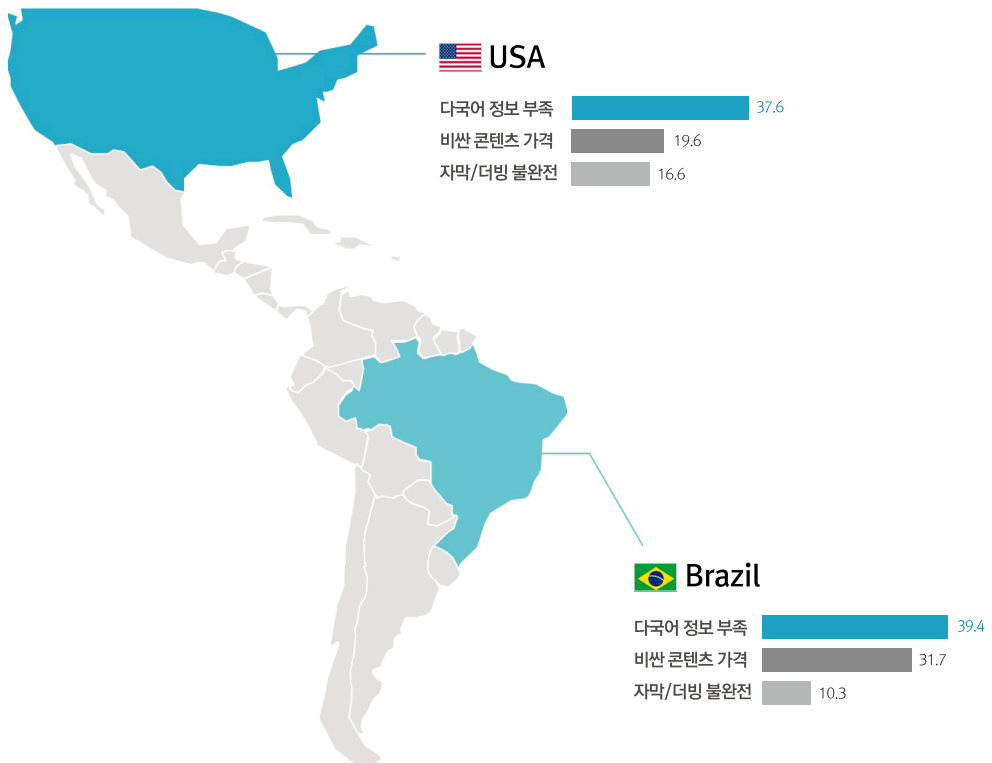 USA
다국어 정보 부족 37.6
비싼 콘텐츠 가격 19.6
자막/더빙 불완전 16.6
Brazil
다국어 정보 부족 39.4
비싼 콘텐츠 가격 31.7
자막/더빙 불완전 10.3